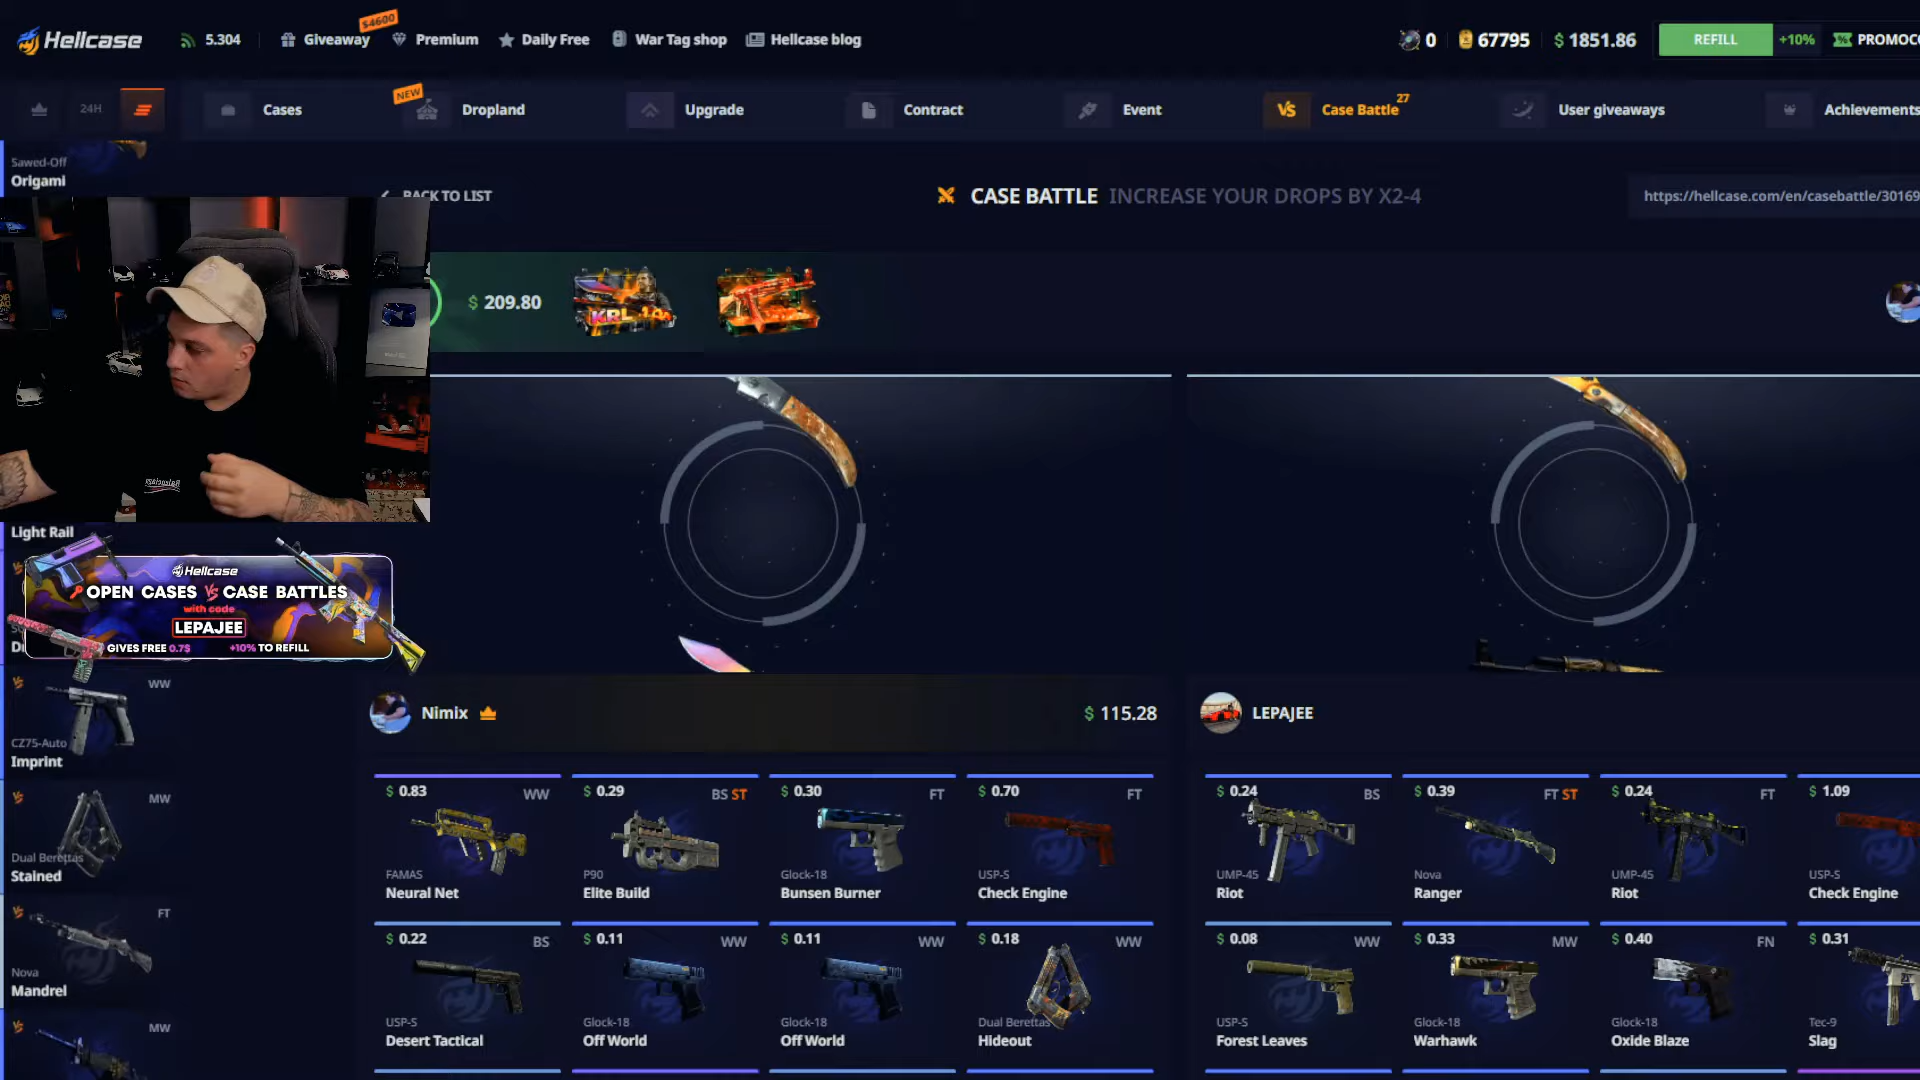 Hellcase
5.304
Giveaway
$4600
Premium
Daily Free
War Tag shop
Hellcase blog
0
67795
$ 1851.86
REFILL
+10%
PROMOCO
24H
Cases
NEW
Dropland
Upgrade
Contract
Event
VS
Case Battle
27
User giveaways
Achievements
Sawed-Off
Origami
BACK TO LIST
CASE BATTLE INCREASE YOUR DROPS BY X2-4
https://hellcase.com/en/casebattle/30169
$ 209.80
Light Rail
Hellcase
OPEN CASES VS CASE BATTLES
with code
LEPAJEE
GIVES FREE 0.7$
+10% TO REFILL
Nimix
$ 115.28
LEPAJEE
WW
CZ75-Auto
Imprint
MW
Dual Berettas
Stained
FT
Nova
Mandrel
MW
$ 0.83
WW
FAMAS
Neural Net
$ 0.29
BS ST
P90
Elite Build
$ 0.30
FT
Glock-18
Bunsen Burner
$ 0.70
FT
USP-S
Check Engine
$ 0.24
BS
UMP-45
Riot
$ 0.39
FT ST
Nova
Ranger
$ 0.24
FT
UMP-45
Riot
$ 1.09
USP-S
Check Engine
$ 0.22
BS
USP-S
Desert Tactical
$ 0.11
WW
Glock-18
Off World
$ 0.11
WW
Glock-18
Off World
$ 0.18
WW
Dual Berettas
Hideout
$ 0.08
WW
USP-S
Forest Leaves
$ 0.33
MW
Glock-18
Warhawk
$ 0.40
FN
Glock-18
Oxide Blaze
$ 0.31
Tec-9
Slag